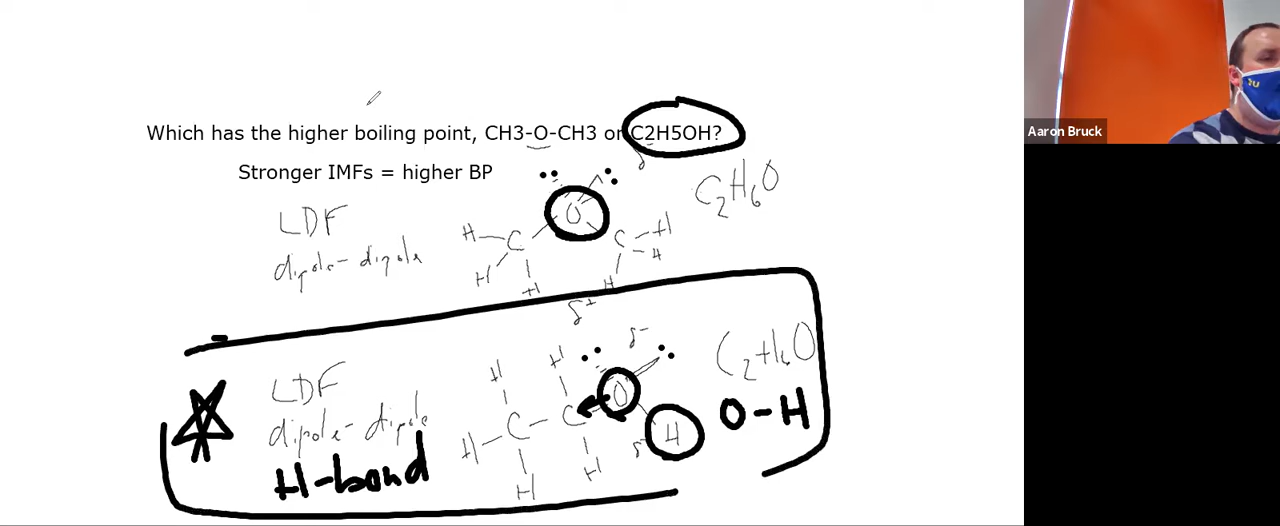 Which has the higher boiling point, CH3-O-CH3 or C2H5OH?
Aaron Bruck
Stronger IMFs = higher BP
δ
LDF
dipole-dipole
C2H6O
O
H C C H
H H H
δ+
δ-
LDF
dipole-dipole
H-bond
H H
H C C O
H H H
δ
C2H6O
O-H